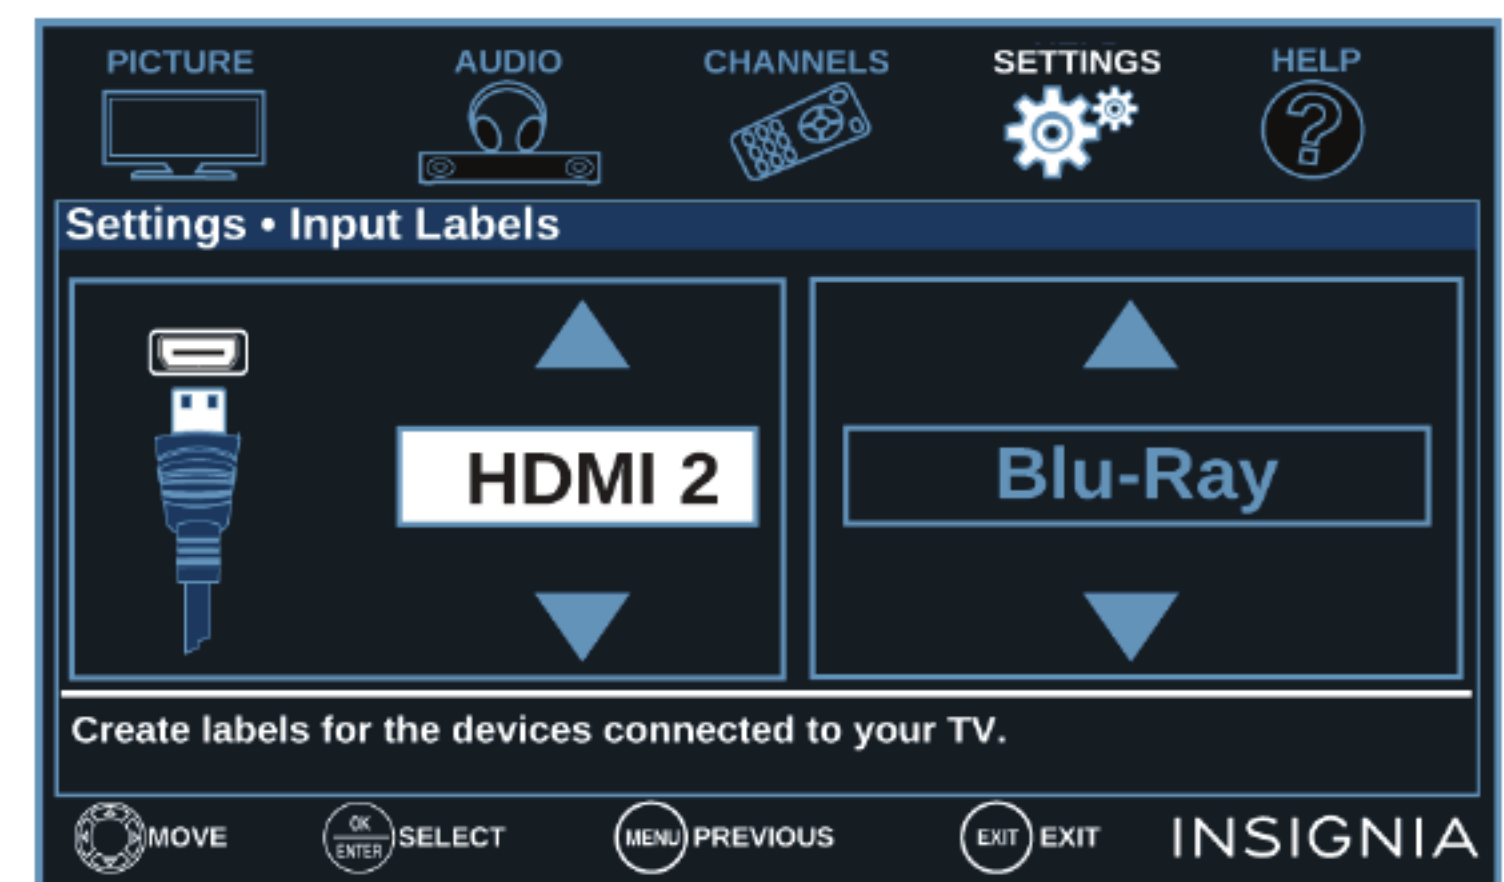 PICTURE AUDIO CHANNELS SETTINGS HELP
?
Settings • Input Labels
HDMI 2 Blu-Ray
Create labels for the devices connected to your TV.
MOVE OK ENTER SELECT MENU PREVIOUS EXIT EXIT INSIGNIA